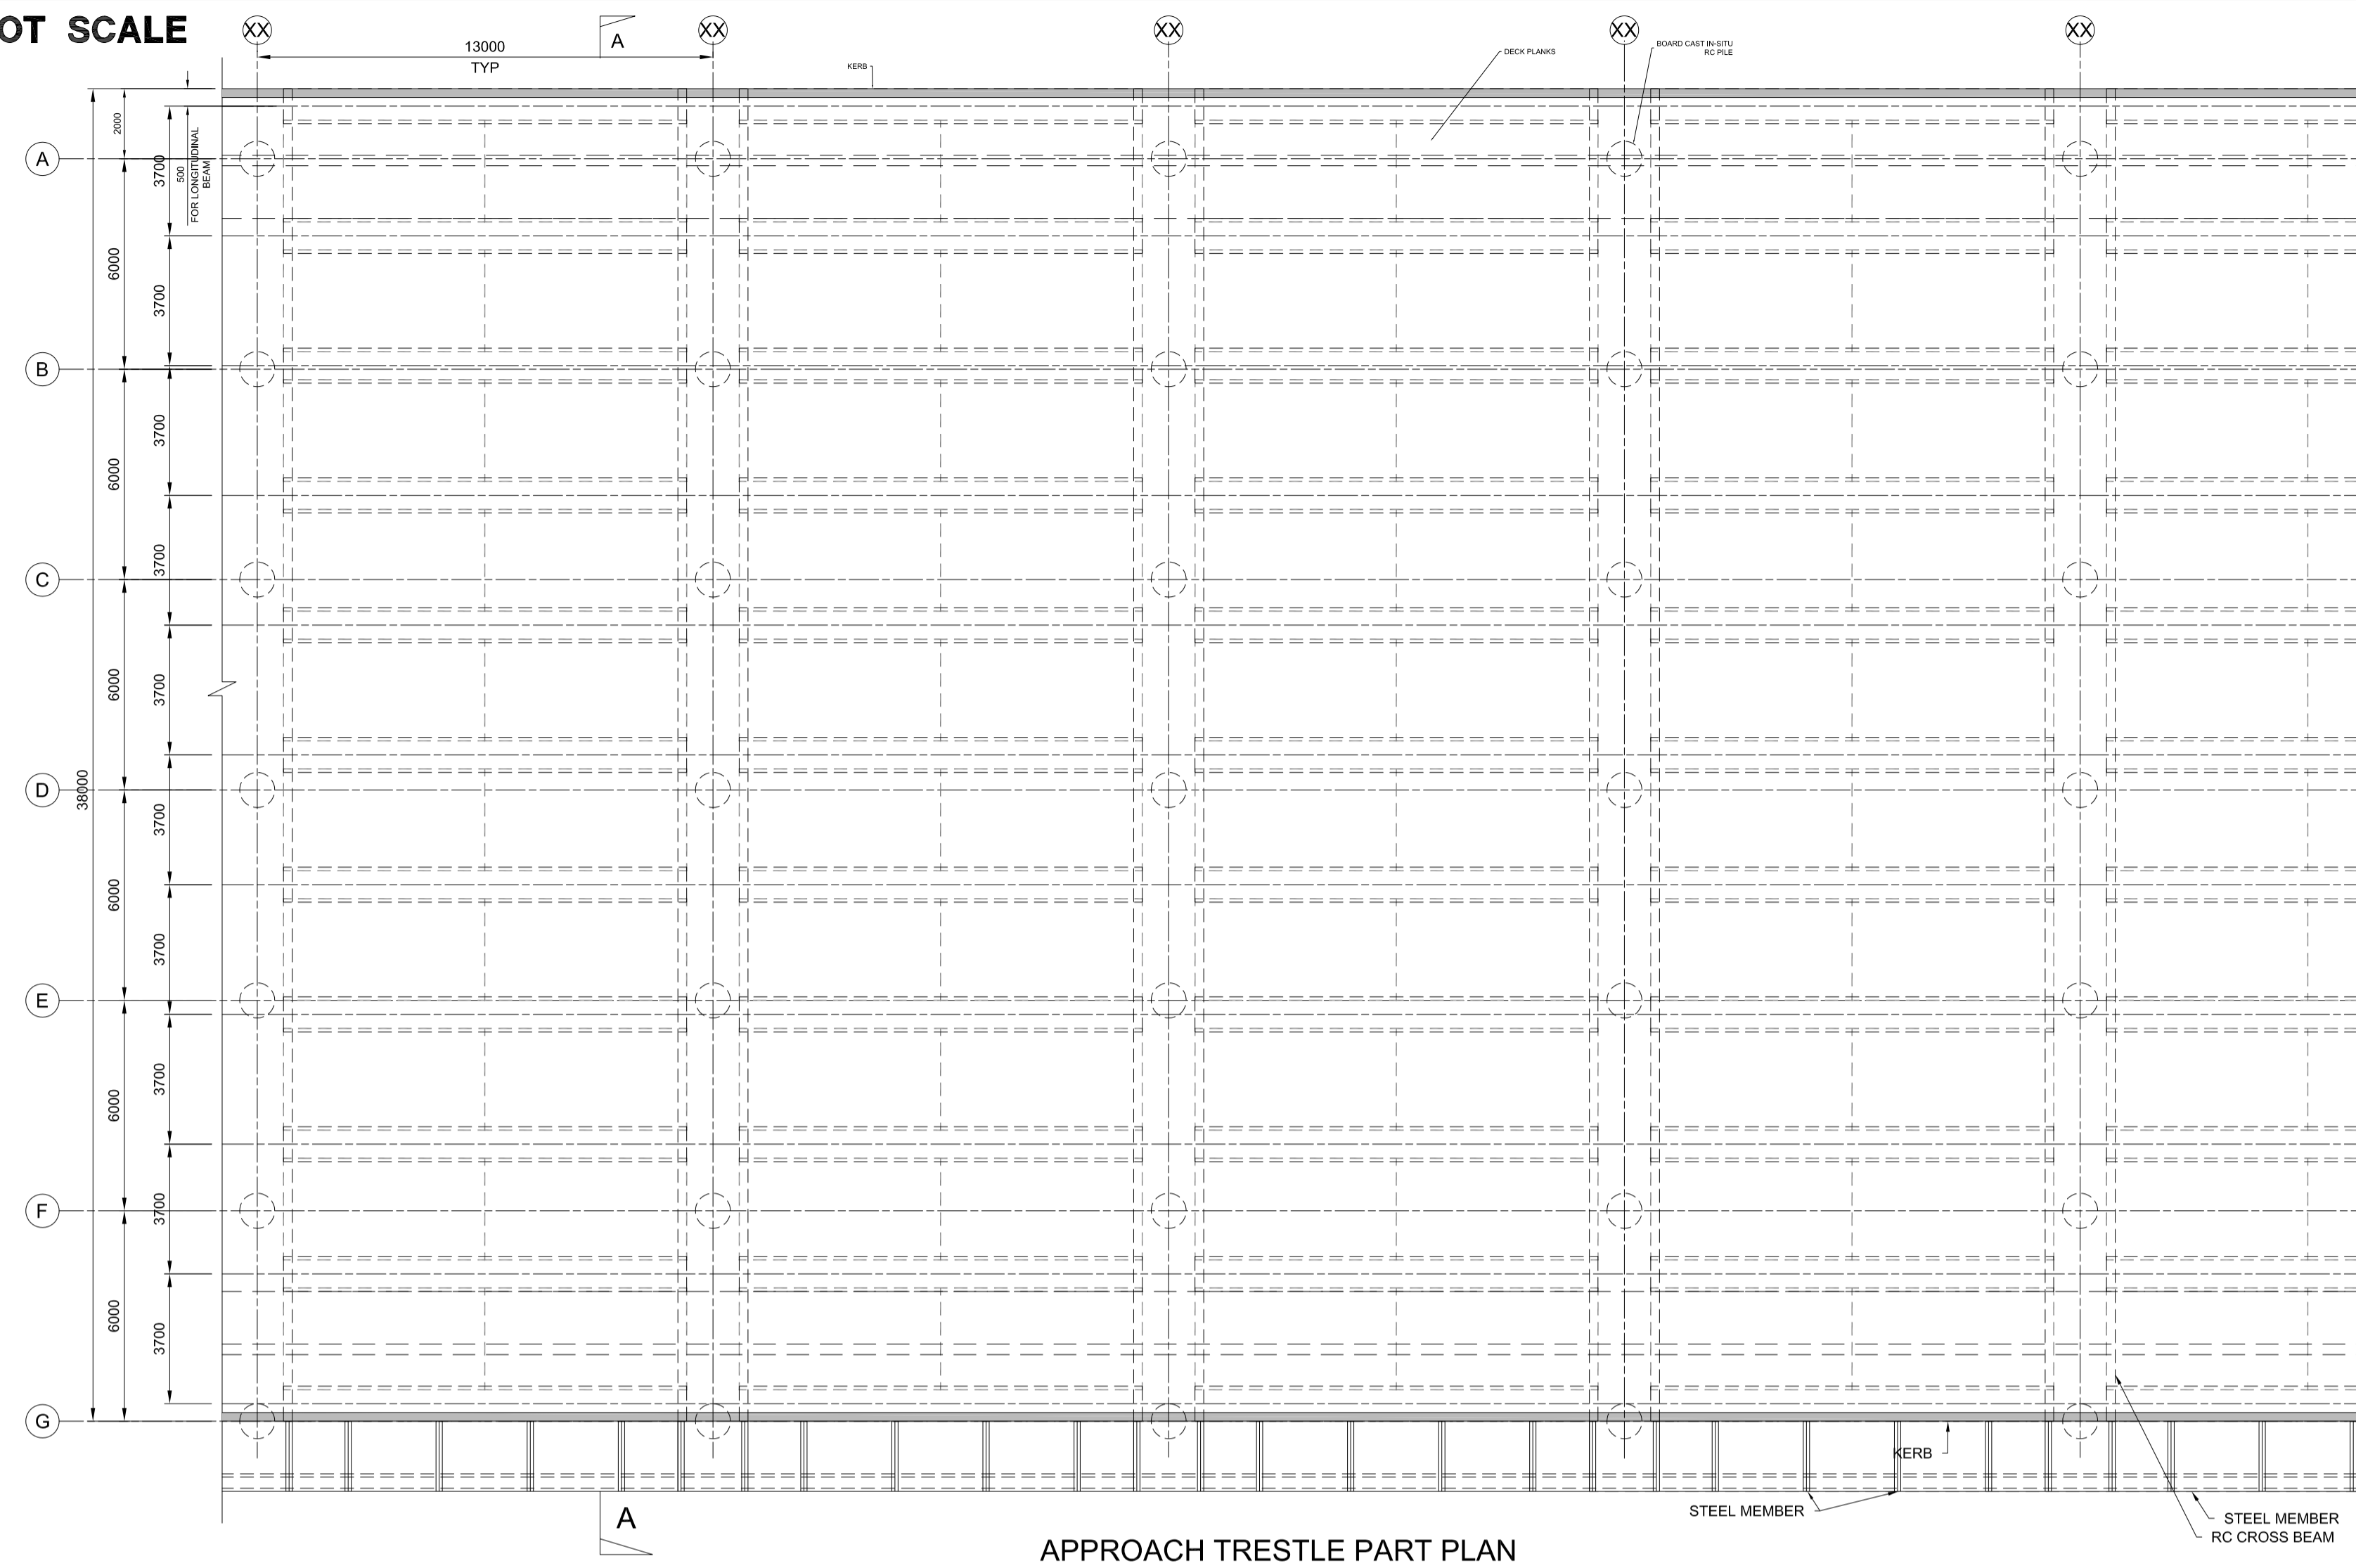 OT SCALE
XX
XX
XX
XX
XX
A
13000
TYP
KERB
DECK PLANKS
BOARD CAST IN-SITU
RC PILE
2000
500
FOR LONGITUDINAL
BEAM
A
3700
6000
3700
B
3700
6000
3700
C
3700
6000
38000
D
3700
6000
3700
E
3700
6000
3700
F
6000
3700
G
KERB
STEEL MEMBER
STEEL MEMBER
RC CROSS BEAM
A
APPROACH TRESTLE PART PLAN